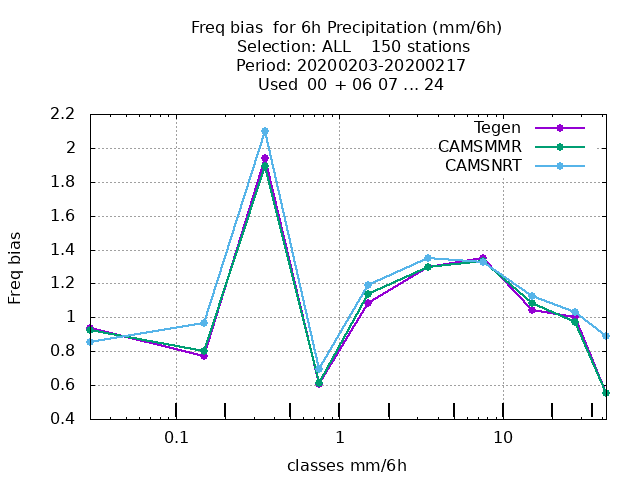 Freq bias  for 6h Precipitation (mm/6h)
Selection: ALL    150 stations
Period: 20200203-20200217
Used  00  + 06 07 ... 24
Tegen
CAMSMMR
CAMSNRT
2.2
2
1.8
1.6
1.4
1.2
1
0.8
0.6
0.4
Freq bias
0.1 1 10
classes mm/6h